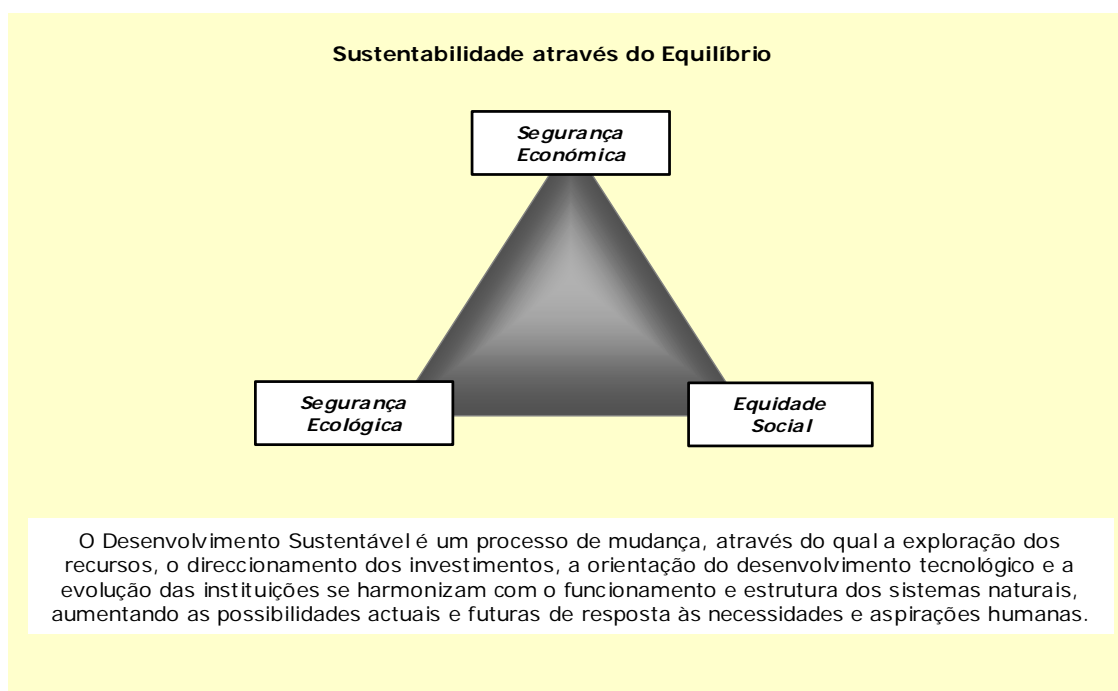 Sustentabilidade através do Equilíbrio
Segurança
Económica
Segurança
Ecológica
Equidade
Social
O Desenvolvimento Sustentável é um processo de mudança, através do qual a exploração dos
recursos, o direccionamento dos investimentos, a orientação do desenvolvimento tecnológico e a
evolução das instituições se harmonizam com o funcionamento e estrutura dos sistemas naturais,
aumentando as possibilidades actuais e futuras de resposta às necessidades e aspirações humanas.